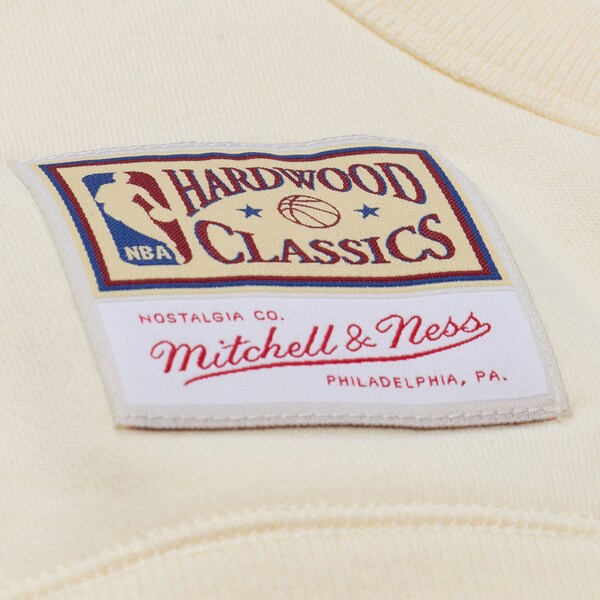 HARDWOOD
CLASSICS
NBA
NOSTALGIA CO.
Mitchell & Ness
PHILADELPHIA, PA.